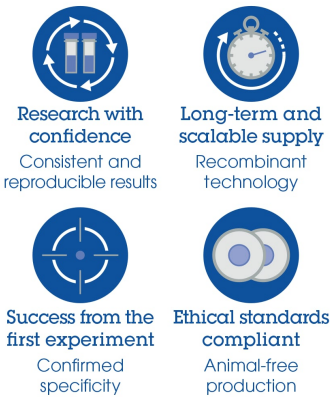 Research with
confidence
Consistent and
reproducible results
Long-term and
scalable supply
Recombinant
technology
Success from the
first experiment
Confirmed
specificity
Ethical standards
compliant
Animal-free
production